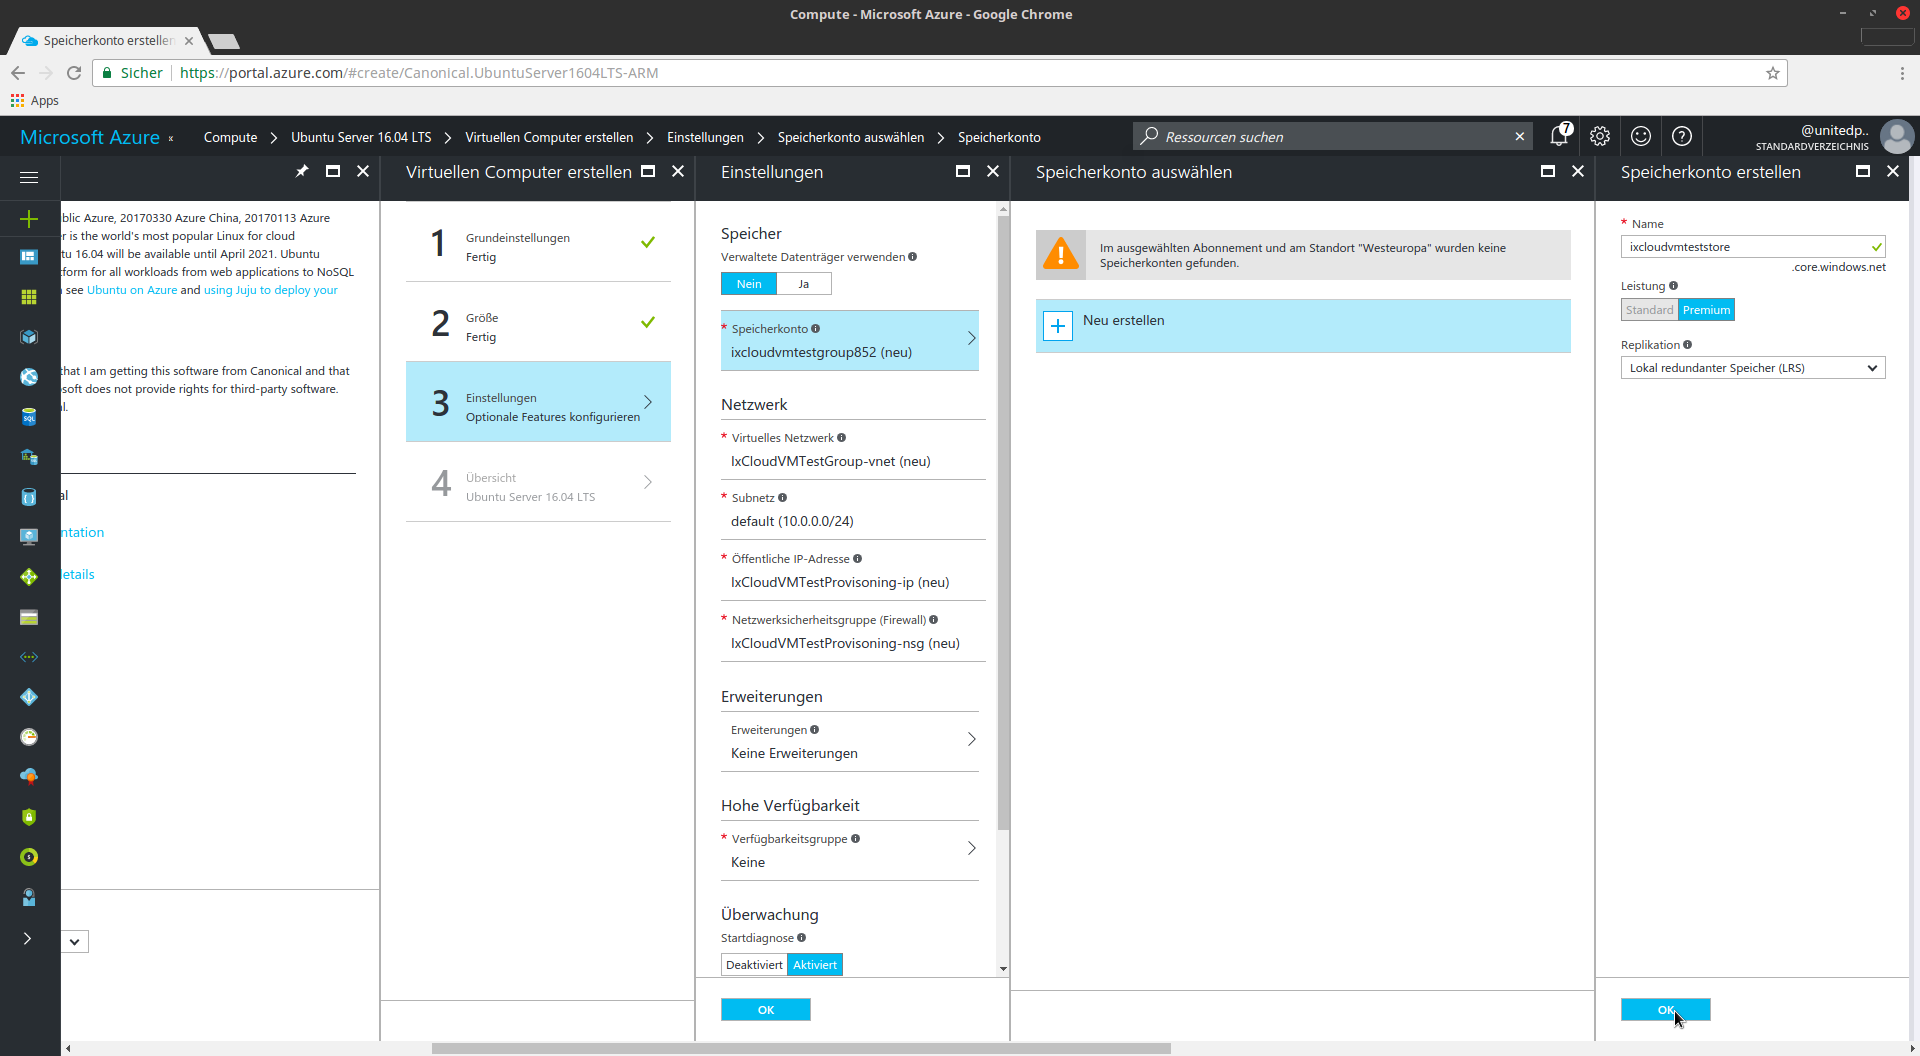 Compute - Microsoft Azure - Google Chrome
Speicherkonto erstellen
Sicher https://portal.azure.com/#create/Canonical.UbuntuServer1604LTS-ARM
Apps
Microsoft Azure
Compute > Ubuntu Server 16.04 LTS > Virtuellen Computer erstellen > Einstellungen > Speicherkonto auswählen > Speicherkonto
Ressourcen suchen
7
@unitedp..
STANDARDVERZEICHNIS
blic Azure, 20170330 Azure China, 20170113 Azure
r is the world's most popular Linux for cloud
tu 16.04 will be available until April 2021. Ubuntu
form for all workloads from web applications to NoSQL
see Ubuntu on Azure and using Juju to deploy your
that I am getting this software from Canonical and that
soft does not provide rights for third-party software.
l.
al
ntation
etails
Virtuellen Computer erstellen
1
Grundeinstellungen
Fertig
2
Größe
Fertig
3
Einstellungen
Optionale Features konfigurieren
4
Übersicht
Ubuntu Server 16.04 LTS
Einstellungen
Speicher
Verwaltete Datenträger verwenden
Nein Ja
* Speicherkonto
ixcloudvmtestgroup852 (neu)
Netzwerk
* Virtuelles Netzwerk
IxCloudVMTestGroup-vnet (neu)
* Subnetz
default (10.0.0.0/24)
* Öffentliche IP-Adresse
IxCloudVMTestProvisoning-ip (neu)
* Netzwerksicherheitsgruppe (Firewall)
IxCloudVMTestProvisoning-nsg (neu)
Erweiterungen
Erweiterungen
Keine Erweiterungen
Hohe Verfügbarkeit
* Verfügbarkeitsgruppe
Keine
Überwachung
Startdiagnose
Deaktiviert Aktiviert
OK
Speicherkonto auswählen
Im ausgewählten Abonnement und am Standort "Westeuropa" wurden keine
Speicherkonten gefunden.
Neu erstellen
Speicherkonto erstellen
* Name
ixcloudvmteststore
.core.windows.net
Leistung
Standard Premium
Replikation
Lokal redundanter Speicher (LRS)
OK